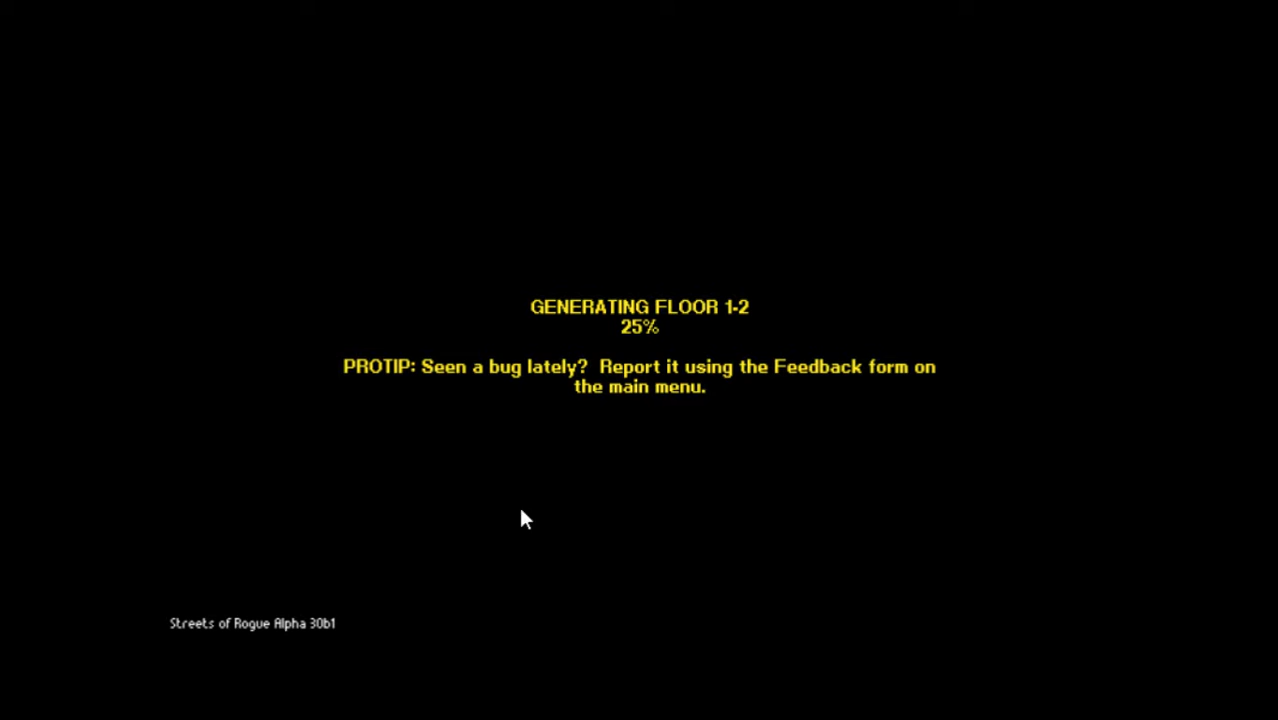 GENERATING FLOOR 1-2
25%
PROTIP: Seen a bug lately?  Report it using the Feedback form on
the main menu.
Streets of Rogue Alpha 30b1